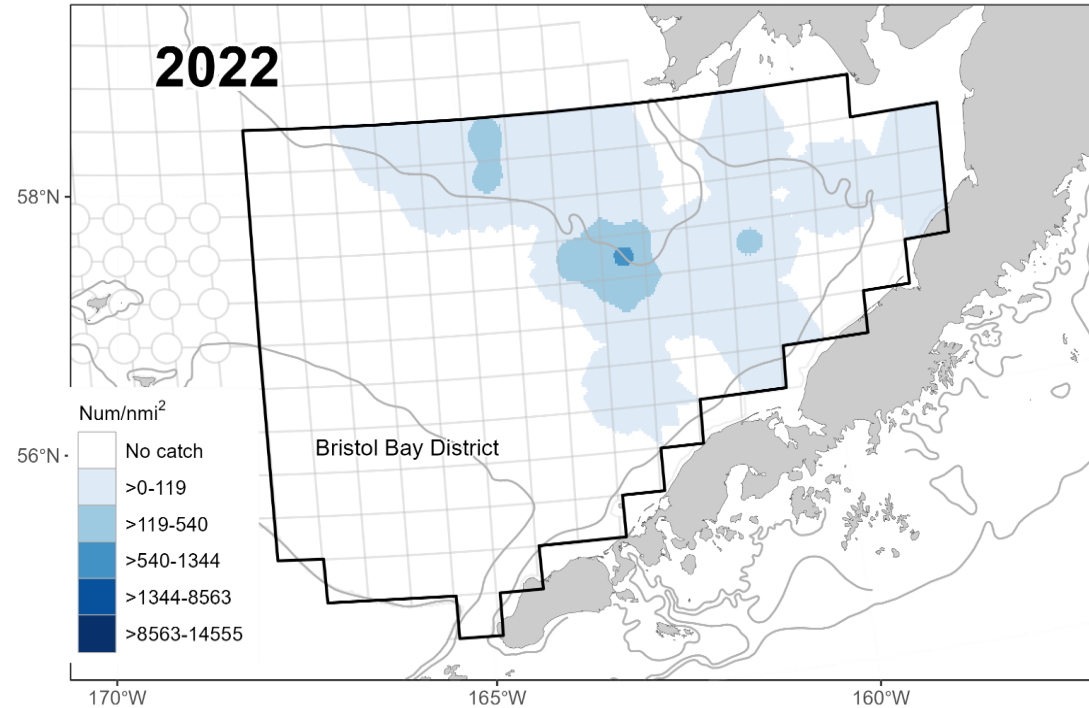 2022
58°N
56°N
Bristol Bay District
Num/nmi²
No catch
>0-119
>119-540
>540-1344
>1344-8563
>8563-14555
170°W
165°W
160°W